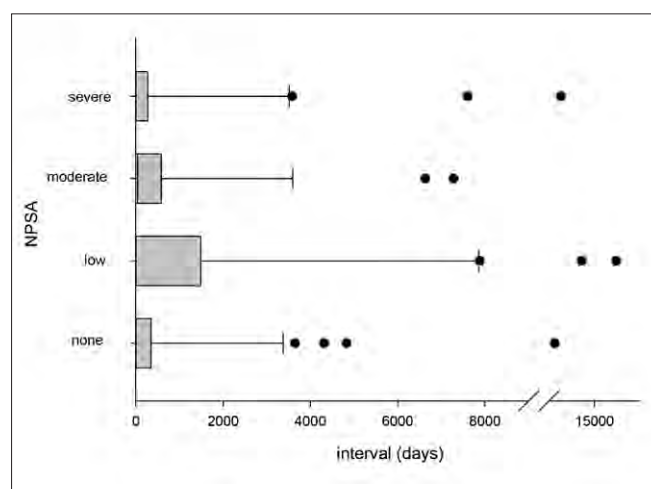 severe
moderate
low
none
NPSA
0 2000 4000 6000 8000 15000
interval (days)